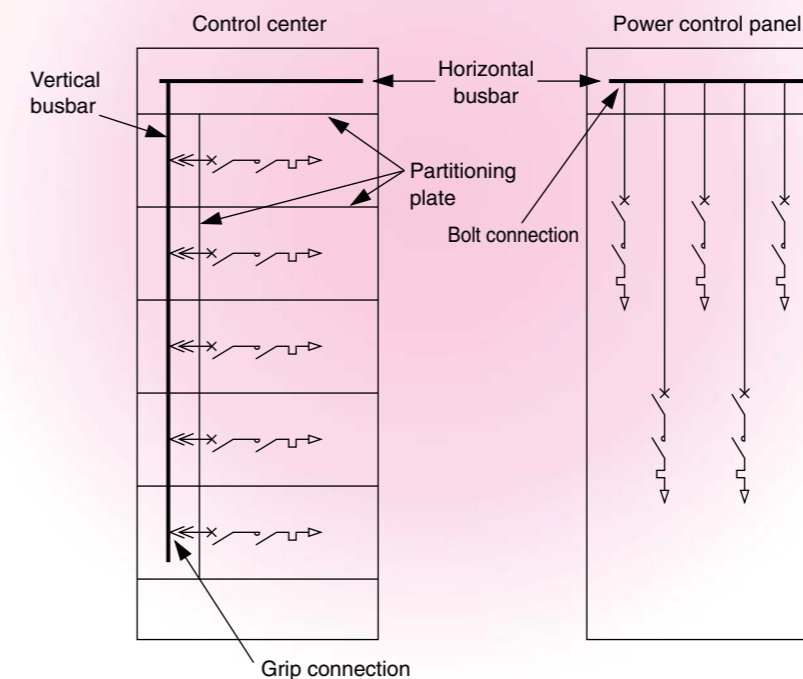 Control center
Power control panel
Vertical
busbar
Horizontal
busbar
Partitioning
plate
Bolt connection
Grip connection